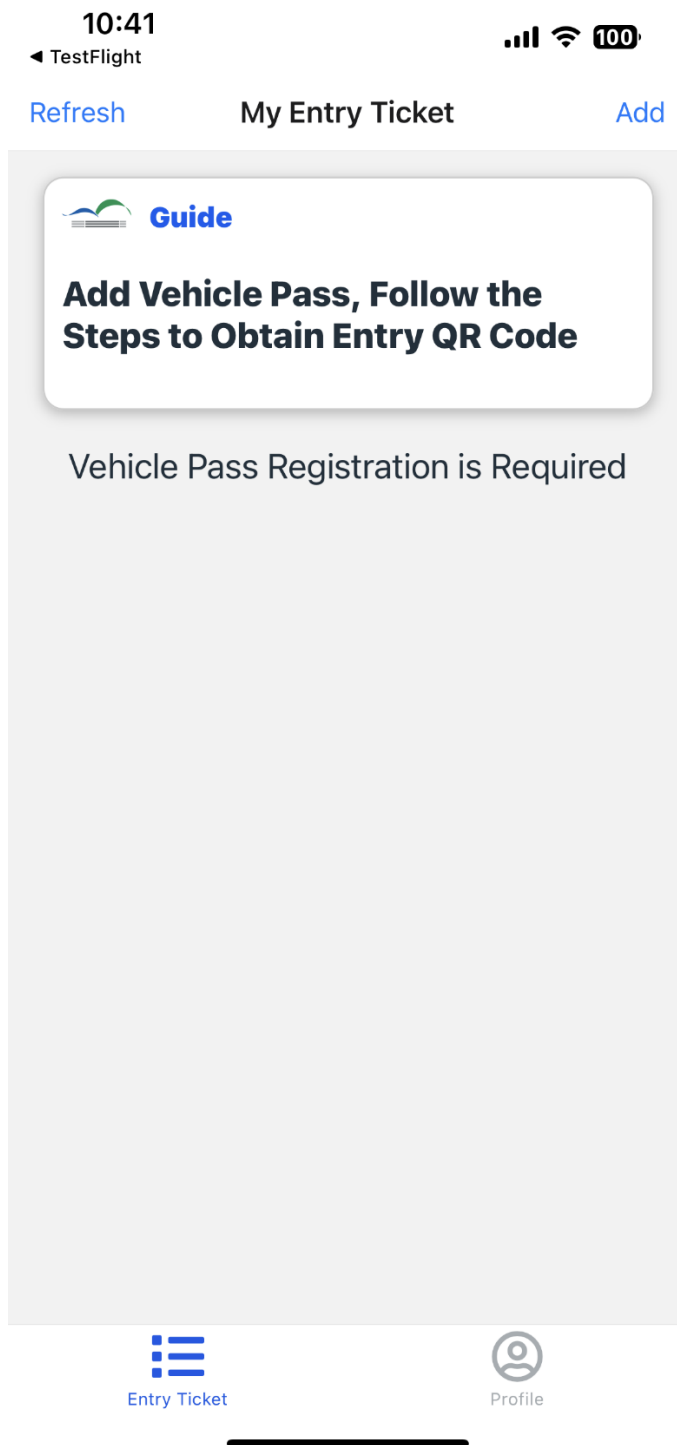 10:41
◀ TestFlight
100
Refresh
My Entry Ticket
Add
Guide
Add Vehicle Pass, Follow the
Steps to Obtain Entry QR Code
Vehicle Pass Registration is Required
Entry Ticket
Profile